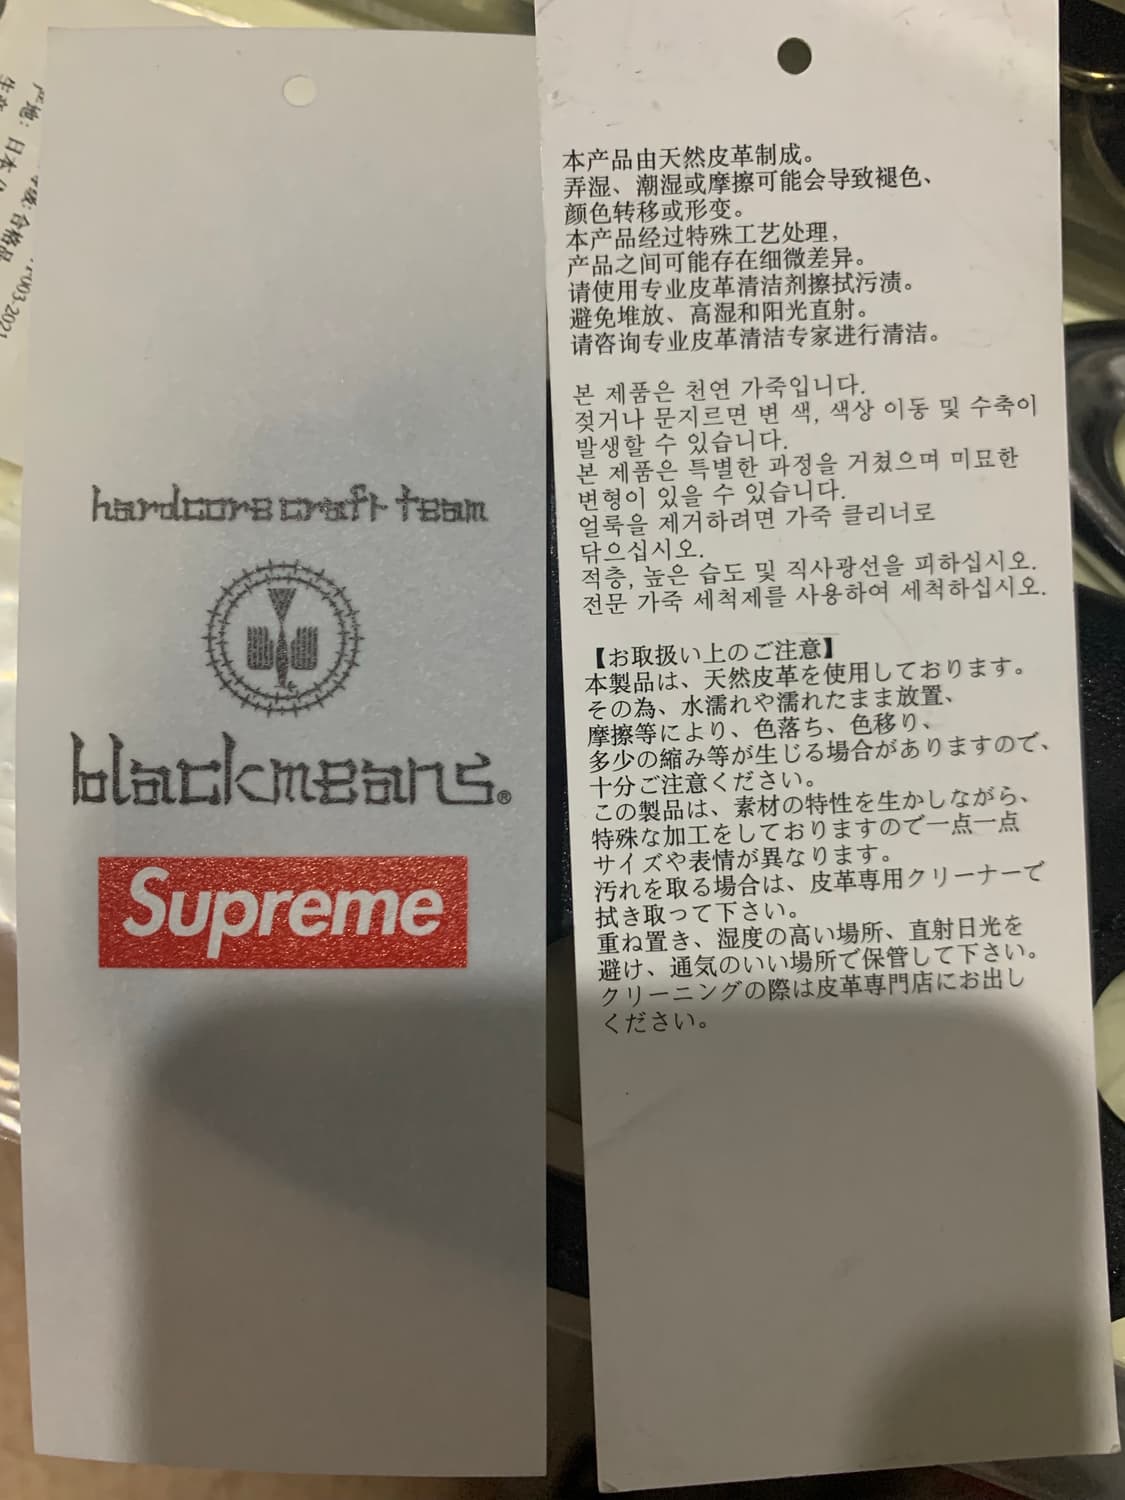 产地：日本
合格品
hardcore craft team
blackmeans®
Supreme
本产品由天然皮革制成。
弄湿、潮湿或摩擦可能会导致褪色、
颜色转移或形变。
本产品经过特殊工艺处理，
产品之间可能存在细微差异。
请使用专业皮革清洁剂擦拭污渍。
避免堆放、高湿和阳光直射。
请咨询专业皮革清洁专家进行清洁。
본 제품은 천연 가죽입니다.
젖거나 문지르면 변 색, 색상 이동 및 수축이
발생할 수 있습니다.
본 제품은 특별한 과정을 거쳤으며 미묘한
변형이 있을 수 있습니다.
얼룩을 제거하려면 가죽 클리너로
닦으십시오.
적층, 높은 습도 및 직사광선을 피하십시오.
전문 가죽 세척제를 사용하여 세척하십시오.
【お取扱い上のご注意】
本製品は、天然皮革を使用しております。
その為、水濡れや濡れたまま放置、
摩擦等により、色落ち、色移り、
多少の縮み等が生じる場合がありますので、
十分ご注意ください。
この製品は、素材の特性を生かしながら、
特殊な加工をしておりますので一点一点
サイズや表情が異なります。
汚れを取る場合は、皮革専用クリーナーで
拭き取って下さい。
重ね置き、湿度の高い場所、直射日光を
避け、通気のいい場所で保管して下さい。
クリーニングの際は皮革専門店にお出し
ください。